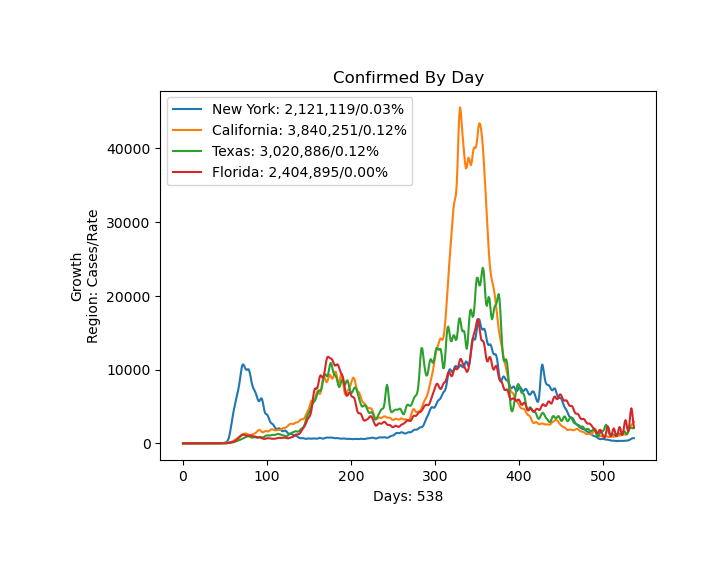 Confirmed By Day
New York: 2,121,119/0.03%
California: 3,840,251/0.12%
Texas: 3,020,886/0.12%
Florida: 2,404,895/0.00%
40000
30000
20000
10000
0
Growth
Region: Cases/Rate
0 100 200 300 400 500
Days: 538